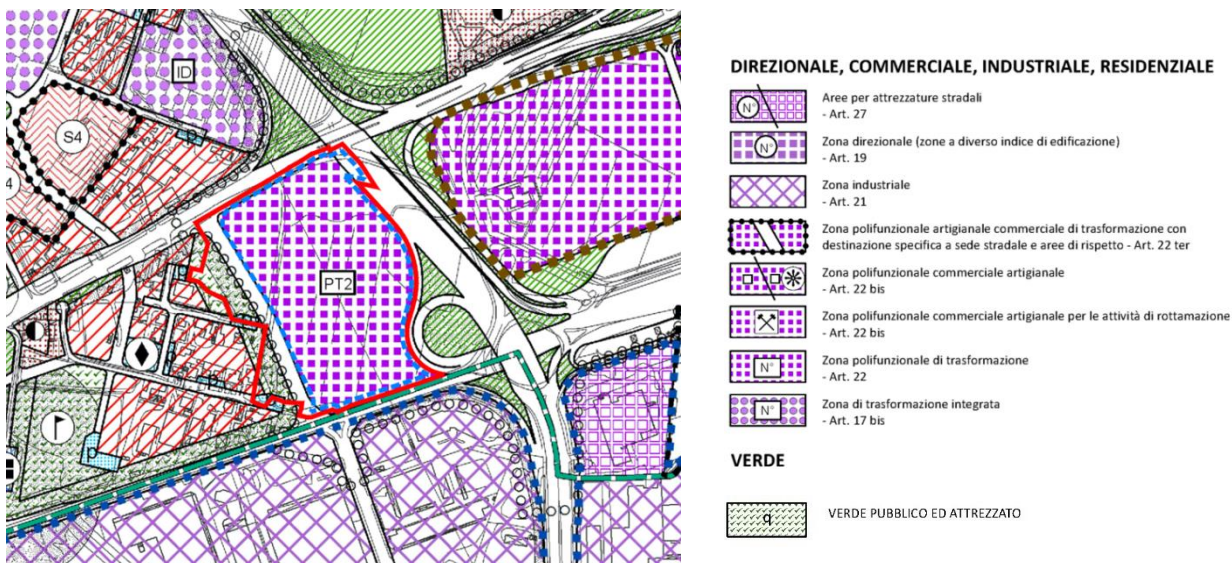 ID
S4
4
p
PT2
p
p
p
DIREZIONALE, COMMERCIALE, INDUSTRIALE, RESIDENZIALE
N°
Aree per attrezzature stradali
- Art. 27
N°
Zona direzionale (zone a diverso indice di edificazione)
- Art. 19
Zona industriale
- Art. 21
Zona polifunzionale artigianale commerciale di trasformazione con
destinazione specifica a sede stradale e aree di rispetto - Art. 22 ter
Zona polifunzionale commerciale artigianale
- Art. 22 bis
Zona polifunzionale commerciale artigianale per le attività di rottamazione
- Art. 22 bis
N°
Zona polifunzionale di trasformazione
- Art. 22
N°
Zona di trasformazione integrata
- Art. 17 bis
VERDE
q
VERDE PUBBLICO ED ATTREZZATO